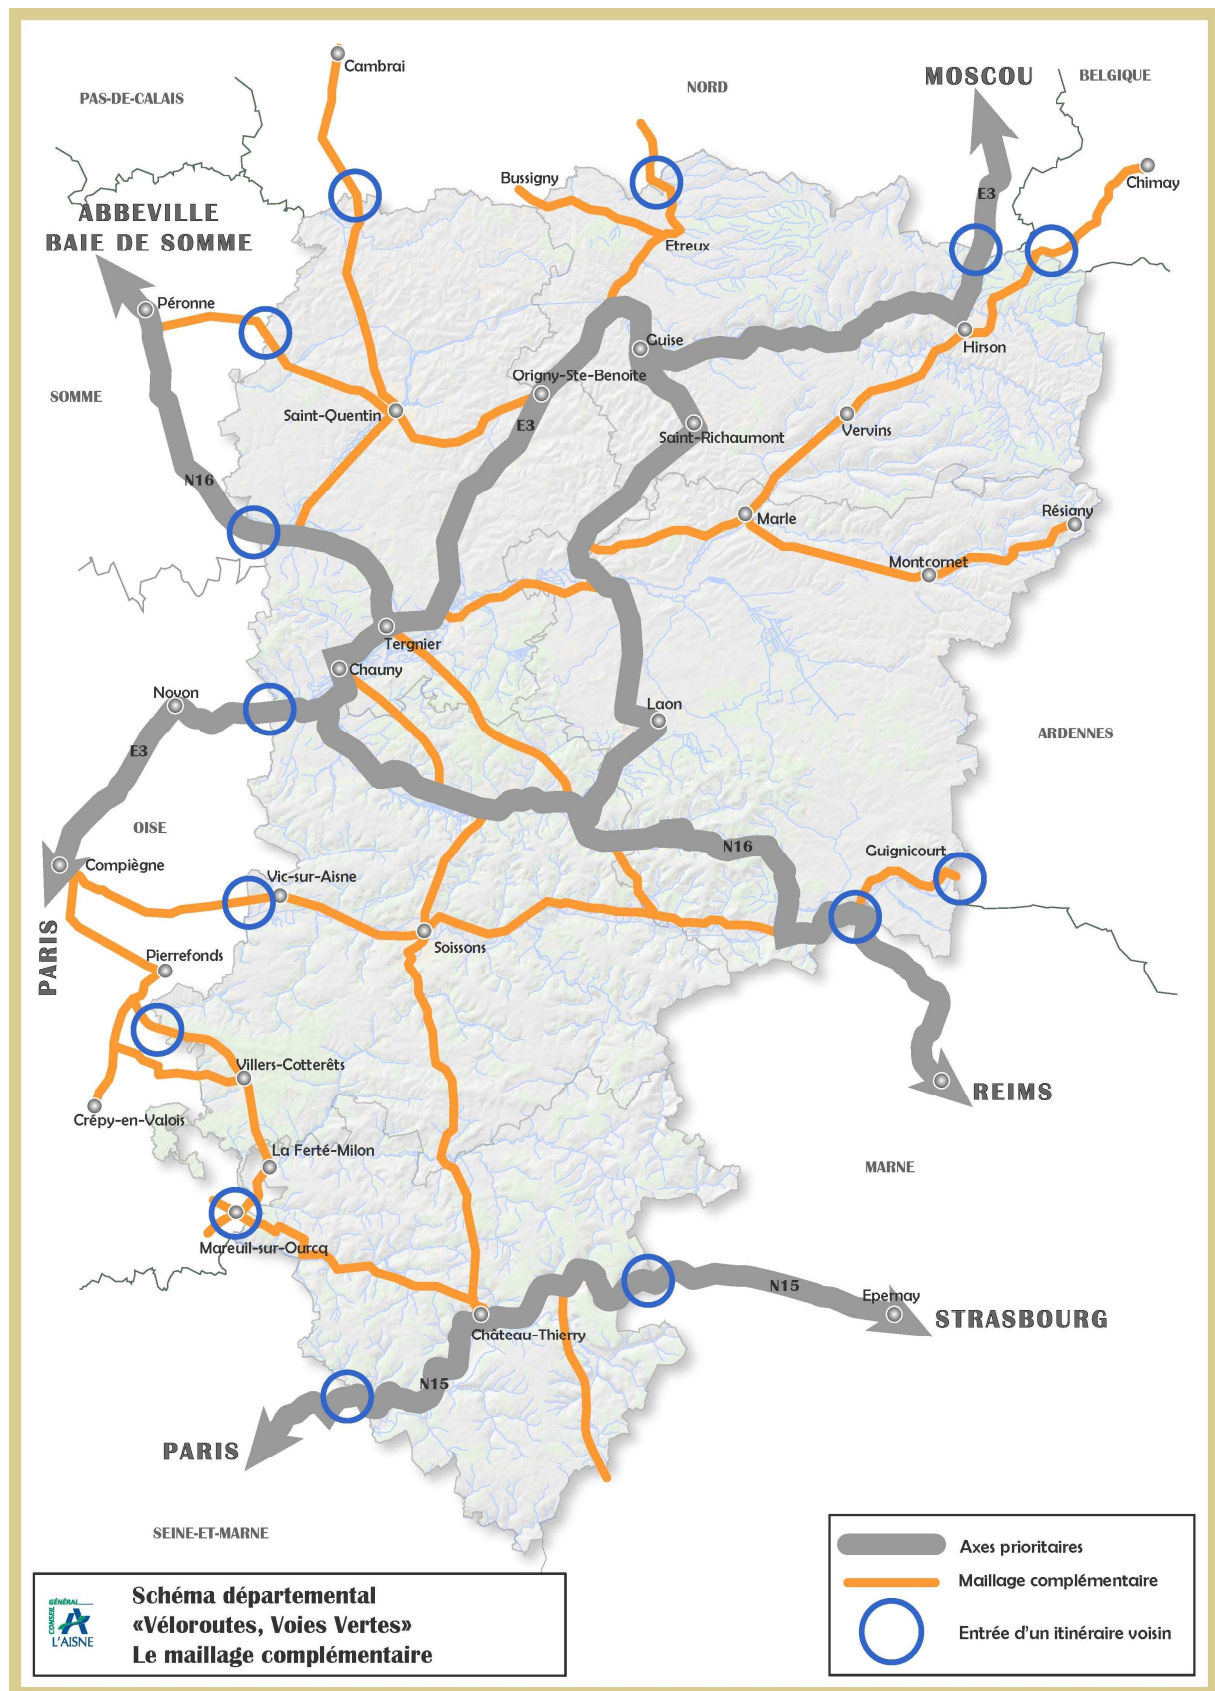 Cambrai
MOSCOU
BELGIQUE
NORD
PAS-DE-CALAIS
Bussigny
Chimay
E3
ABBEVILLE
BAIE DE SOMME
Etreux
Péronne
Guise
Hirson
Origny-Ste-Benoite
SOMME
Saint-Quentin
E3
Saint-Richaumont
Vervins
N16
Marle
Résiany
Montcornet
Tergnier
Chauny
Noyon
Laon
ARDENNES
E3
OISE
N16
Guignicourt
Compiègne
Vic-sur-Aisne
PARIS
Soissons
Pierrefonds
Villers-Cotterêts
REIMS
Crépy-en-Valois
La Ferté-Milon
MARNE
Mareuil-sur-Ourcq
N15
Epernay
STRASBOURG
Château-Thierry
N15
PARIS
SEINE-ET-MARNE
Axes prioritaires
Maillage complémentaire
Entrée d'un itinéraire voisin
CONSEIL
GÉNÉRAL
L'AISNE
Schéma départemental
«Véloroutes, Voies Vertes»
Le maillage complémentaire